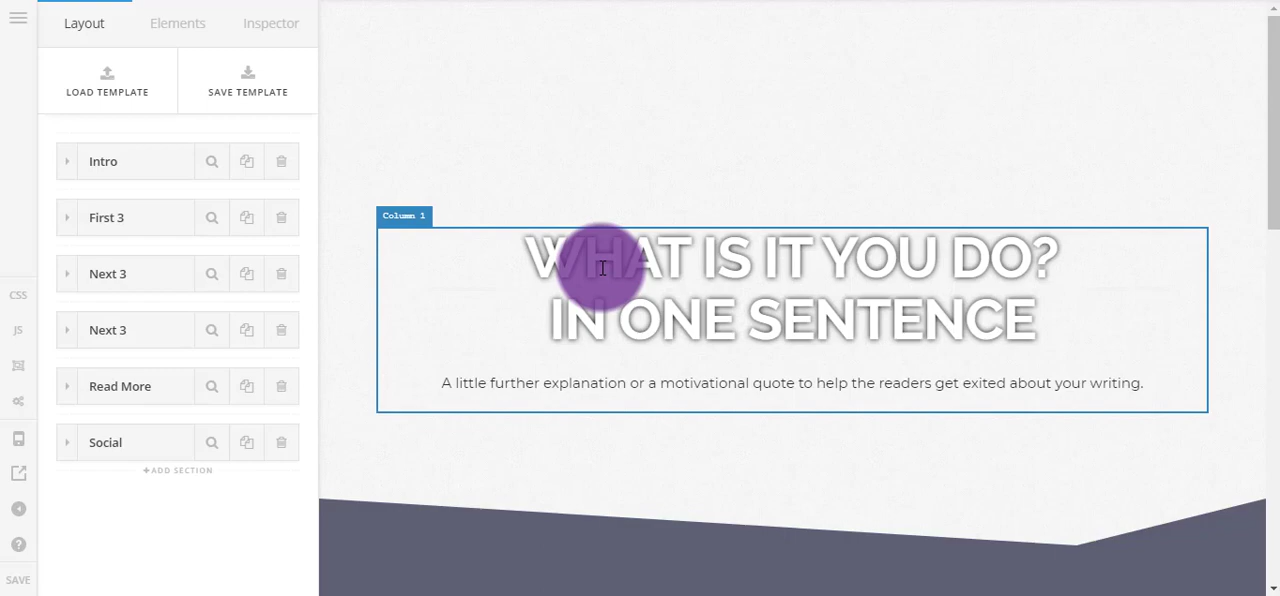 Layout
Elements
Inspector
LOAD TEMPLATE
SAVE TEMPLATE
Intro
First 3
Next 3
Next 3
Read More
Social
+ADD SECTION
CSS
JS
SAVE
Column 1
WHAT IS IT YOU DO?
IN ONE SENTENCE
A little further explanation or a motivational quote to help the readers get exited about your writing.